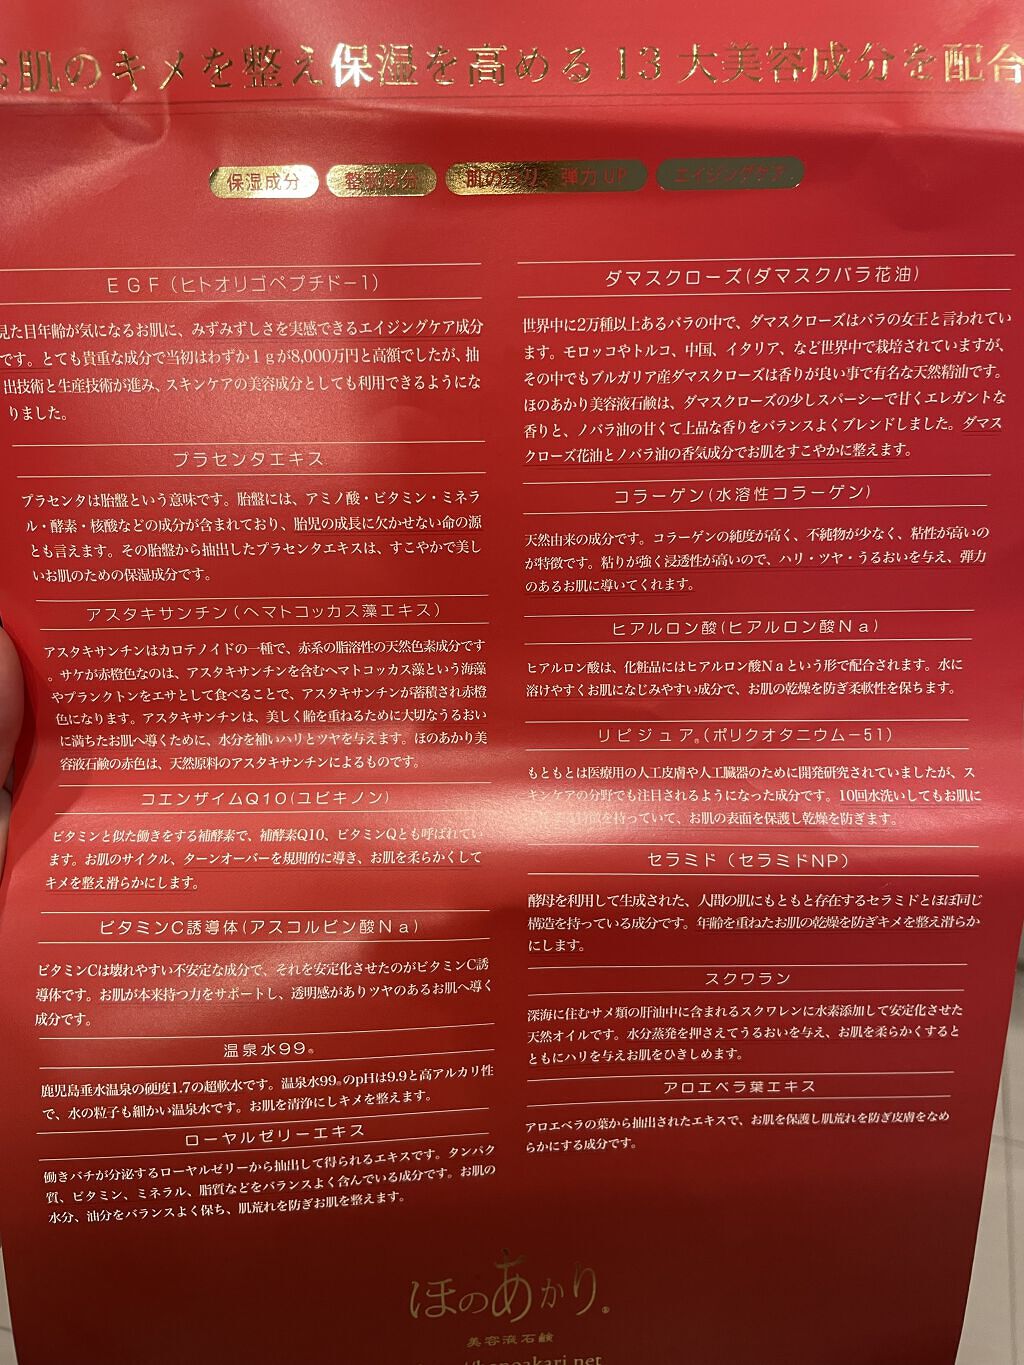 お肌のキメを整え保湿を高める 13 大美容成分を配合
保湿成分
整肌成分
肌のハリ、弾力 UP
エイジングケア
ＥＧＦ（ヒトオリゴペプチドー1）
見た目年齢が気になるお肌に、みずみずしさを実感できるエイジングケア成分
です。とても貴重な成分で当初はわずか１ｇが8,000万円と高額でしたが、抽
出技術と生産技術が進み、スキンケアの美容成分としても利用できるようにな
りました。
プラセンタエキス
プラセンタは胎盤という意味です。胎盤には、アミノ酸・ビタミン・ミネラ
ル・酵素・核酸などの成分が含まれており、胎児の成長に欠かせない命の源
とも言えます。その胎盤から抽出したプラセンタエキスは、すこやかで美し
いお肌のための保湿成分です。
アスタキサンチン（ヘマトコッカス藻エキス）
アスタキサンチンはカロテノイドの一種で、赤系の脂溶性の天然色素成分です
。サケが赤橙色なのは、アスタキサンチンを含むヘマトコッカス藻という海藻
やプランクトンをエサとして食べることで、アスタキサンチンが蓄積され赤橙
色になります。アスタキサンチンは、美しく齢を重ねるために大切なうるおい
に満ちたお肌へ導くために、水分を補いハリとツヤを与えます。ほのあかり美
容液石鹸の赤色は、天然原料のアスタキサンチンによるものです。
コエンザイムQ10(ユビキノン)
ビタミンと似た働きをする補酵素で、補酵素Q10、ビタミンQとも呼ばれてい
ます。お肌のサイクル、ターンオーバーを規則的に導き、お肌を柔らかくして
キメを整え滑らかにします。
ビタミンC誘導体(アスコルビン酸Ｎａ)
ビタミンCは壊れやすい不安定な成分で、それを安定化させたのがビタミンC誘
導体です。お肌が本来持つ力をサポートし、透明感がありツヤのあるお肌へ導く
成分です。
温泉水99®
鹿児島垂水温泉の硬度1.7の超軟水です。温泉水99®のpHは9.9と高アルカリ性
で、水の粒子も細かい温泉水です。お肌を清浄にしキメを整えます。
ローヤルゼリーエキス
働きバチが分泌するローヤルゼリーから抽出して得られるエキスです。タンパク
質、ビタミン、ミネラル、脂質などをバランスよく含んでいる成分です。お肌の
水分、油分をバランスよく保ち、肌荒れを防ぎお肌を整えます。
ダマスクローズ(ダマスクバラ花油)
世界中に2万種以上あるバラの中で、ダマスクローズはバラの女王と言われてい
ます。モロッコやトルコ、中国、イタリア、など世界中で栽培されていますが、
その中でもブルガリア産ダマスクローズは香りが良い事で有名な天然精油です。
ほのあかり美容液石鹸は、ダマスクローズの少しスパーシーで甘くエレガントな
香りと、ノバラ油の甘くて上品な香りをバランスよくブレンドしました。ダマス
クローズ花油とノバラ油の香気成分でお肌をすこやかに整えます。
コラーゲン(水溶性コラーゲン)
天然由来の成分です。コラーゲンの純度が高く、不純物が少なく、粘性が高いの
が特徴です。粘りが強く浸透性が高いので、ハリ・ツヤ・うるおいを与え、弾力
のあるお肌に導いてくれます。
ヒアルロン酸(ヒアルロン酸Ｎａ)
ヒアルロン酸は、化粧品にはヒアルロン酸Ｎａという形で配合されます。水に
溶けやすくお肌になじみやすい成分で、お肌の乾燥を防ぎ柔軟性を保ちます。
リピジュア®(ポリクオタニウムー51)
もともとは医療用の人工皮膚や人工臓器のために開発研究されていましたが、ス
キンケアの分野でも注目されるようになった成分です。10回水洗いしてもお肌に
を持っていて、お肌の表面を保護し乾燥を防ぎます。
セラミド（セラミドNP）
酵母を利用して生成された、人間の肌にもともと存在するセラミドとほぼ同じ
構造を持っている成分です。年齢を重ねたお肌の乾燥を防ぎキメを整え滑らか
にします。
スクワラン
深海に住むサメ類の肝油中に含まれるスクワレンに水素添加して安定化させた
天然オイルです。水分蒸発を押さえてうるおいを与え、お肌を柔らかくすると
ともにハリを与えお肌をひきしめます。
アロエベラ葉エキス
アロエベラの葉から抽出されたエキスで、お肌を保護し肌荒れを防ぎ皮膚をなめ
らかにする成分です。
ほのあかり®
美容液石鹸
//honoakari.net